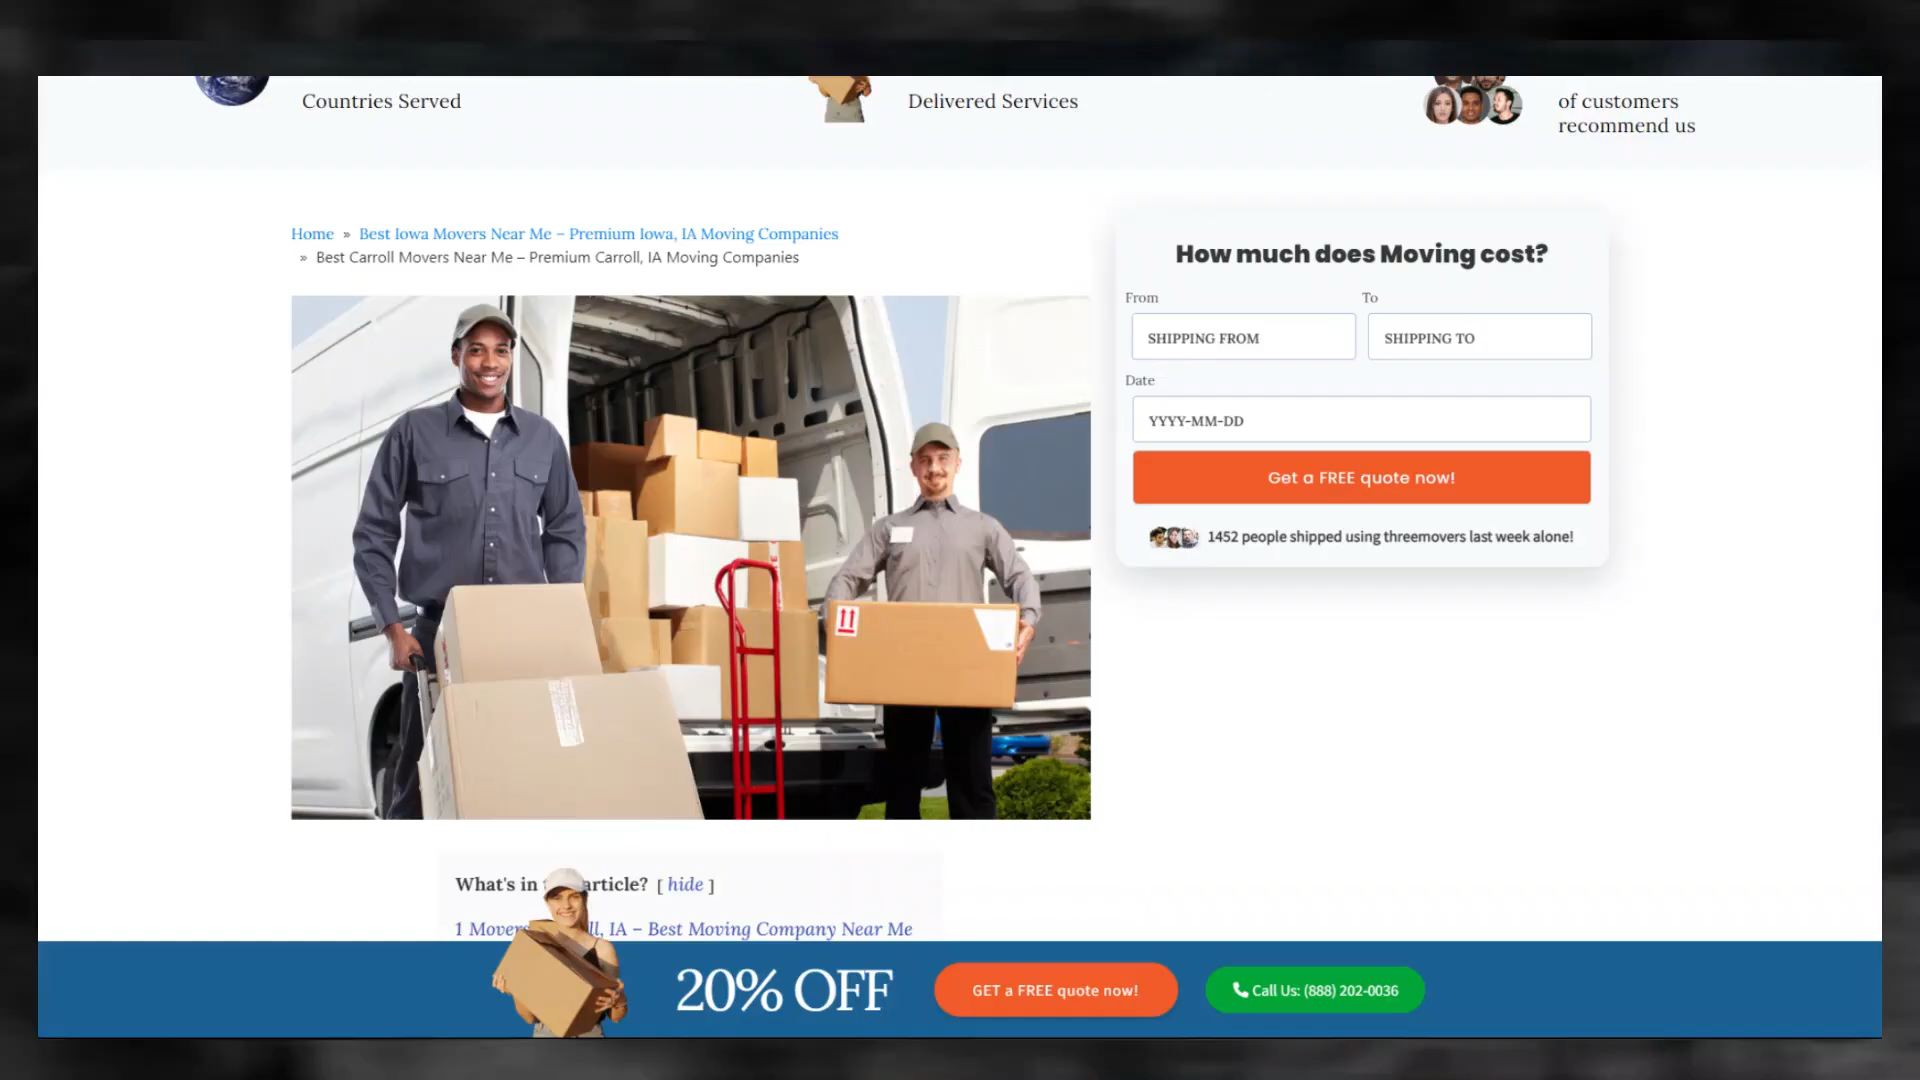 Countries Served
Delivered Services
of customers
recommend us
Home » Best Iowa Movers Near Me – Premium Iowa, IA Moving Companies
» Best Carroll Movers Near Me – Premium Carroll, IA Moving Companies
How much does Moving cost?
From
To
SHIPPING FROM
SHIPPING TO
Date
YYYY-MM-DD
Get a FREE quote now!
1452 people shipped using threemovers last week alone!
What's in article? [ hide ]
1 Movers IA – Best Moving Company Near Me
20% OFF
GET a FREE quote now!
Call Us: (888) 202-0036